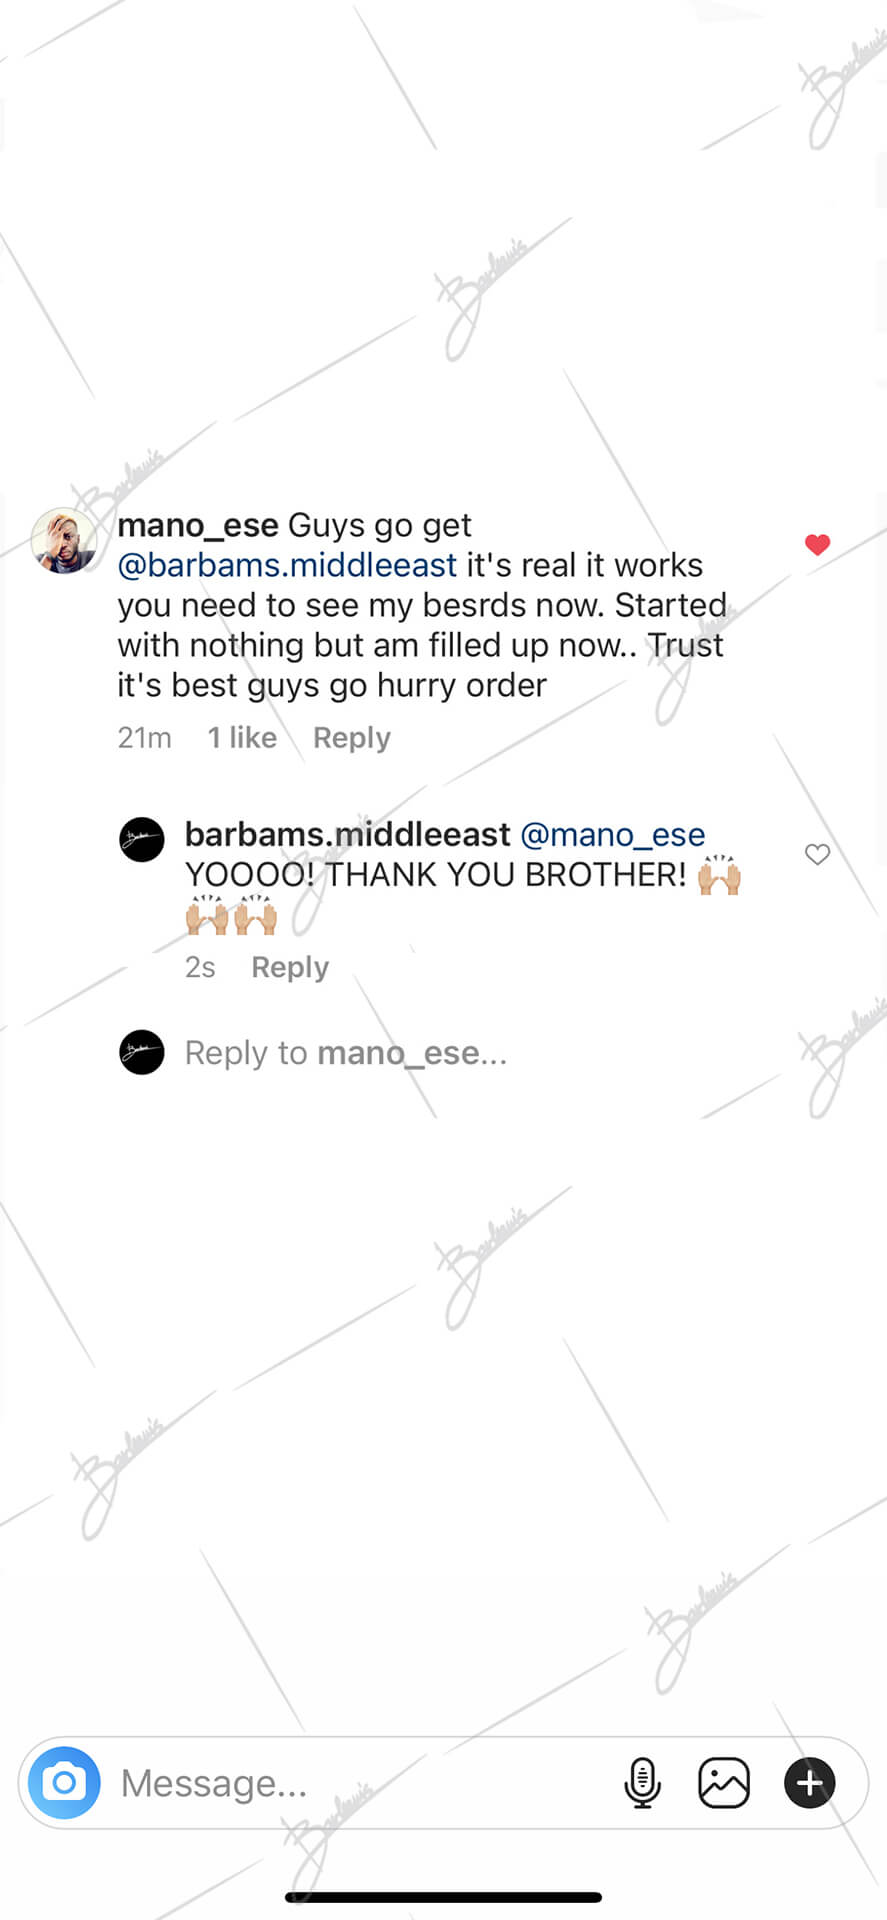 mano_ese Guys go get
@barbams.middleeast it's real it works
you need to see my besrds now. Started
with nothing but am filled up now.. Trust
it's best guys go hurry order
21m 1 like Reply
barbams.middleeast @mano_ese
YOOOO! THANK YOU BROTHER! 🙌🏼
🙌🏼🙌🏼
2s Reply
Reply to mano_ese...
Message...